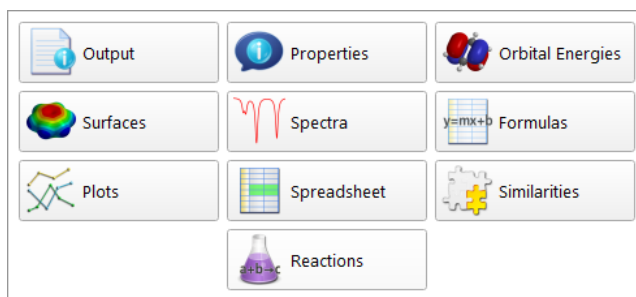 Output
Properties
Orbital Energies
Surfaces
Spectra
y=mx+b
Formulas
Plots
Spreadsheet
Similarities
a+b→c
Reactions